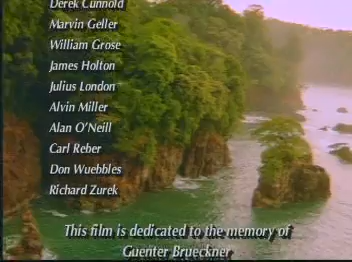 Derek Cunnold
Marvin Geller
William Grose
James Holton
Julius London
Alvin Miller
Alan O'Neill
Carl Reber
Don Wuebbles
Richard Zurek
This film is dedicated to the memory of
Guenter Brueckner